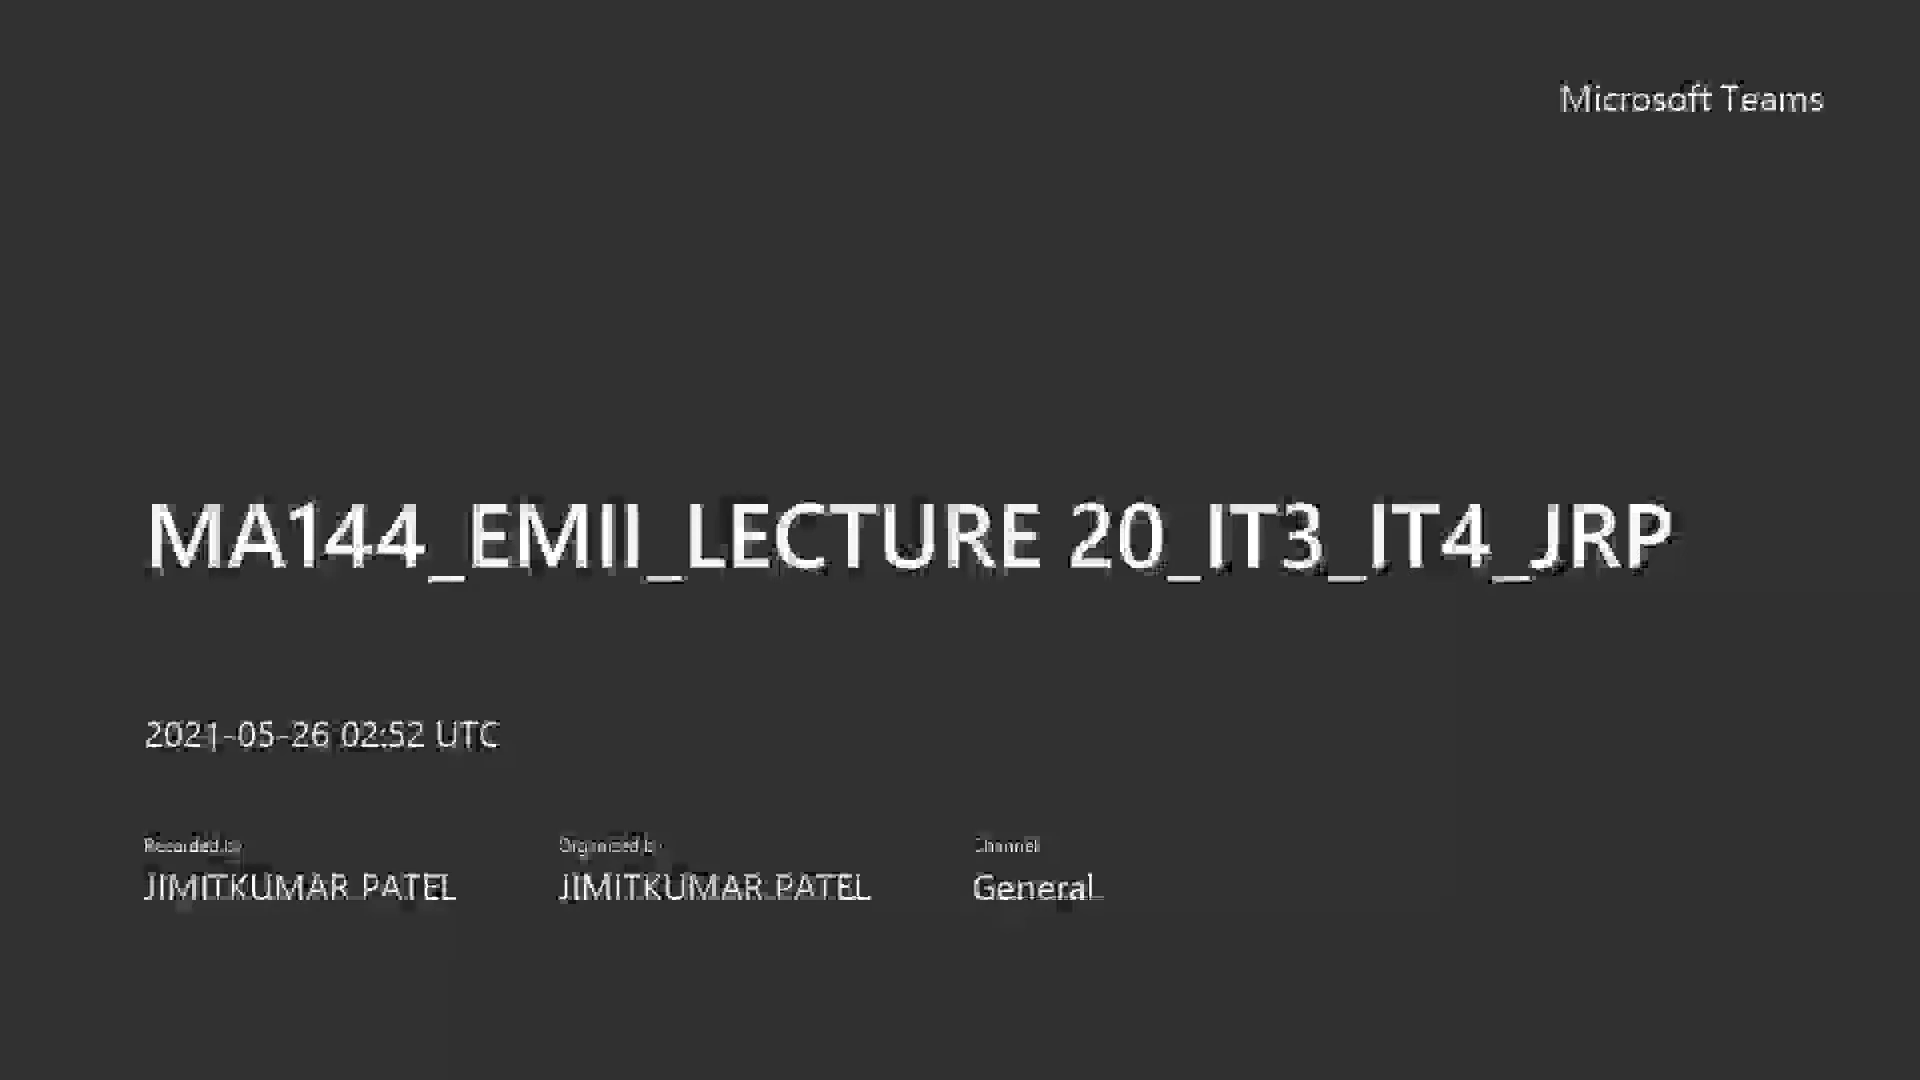 Microsoft Teams
MA144_EMII_LECTURE 20_IT3_IT4_JRP
2021-05-26 02:52 UTC
Recorded by Organized by Channel
JIMITKUMAR PATEL JIMITKUMAR PATEL General